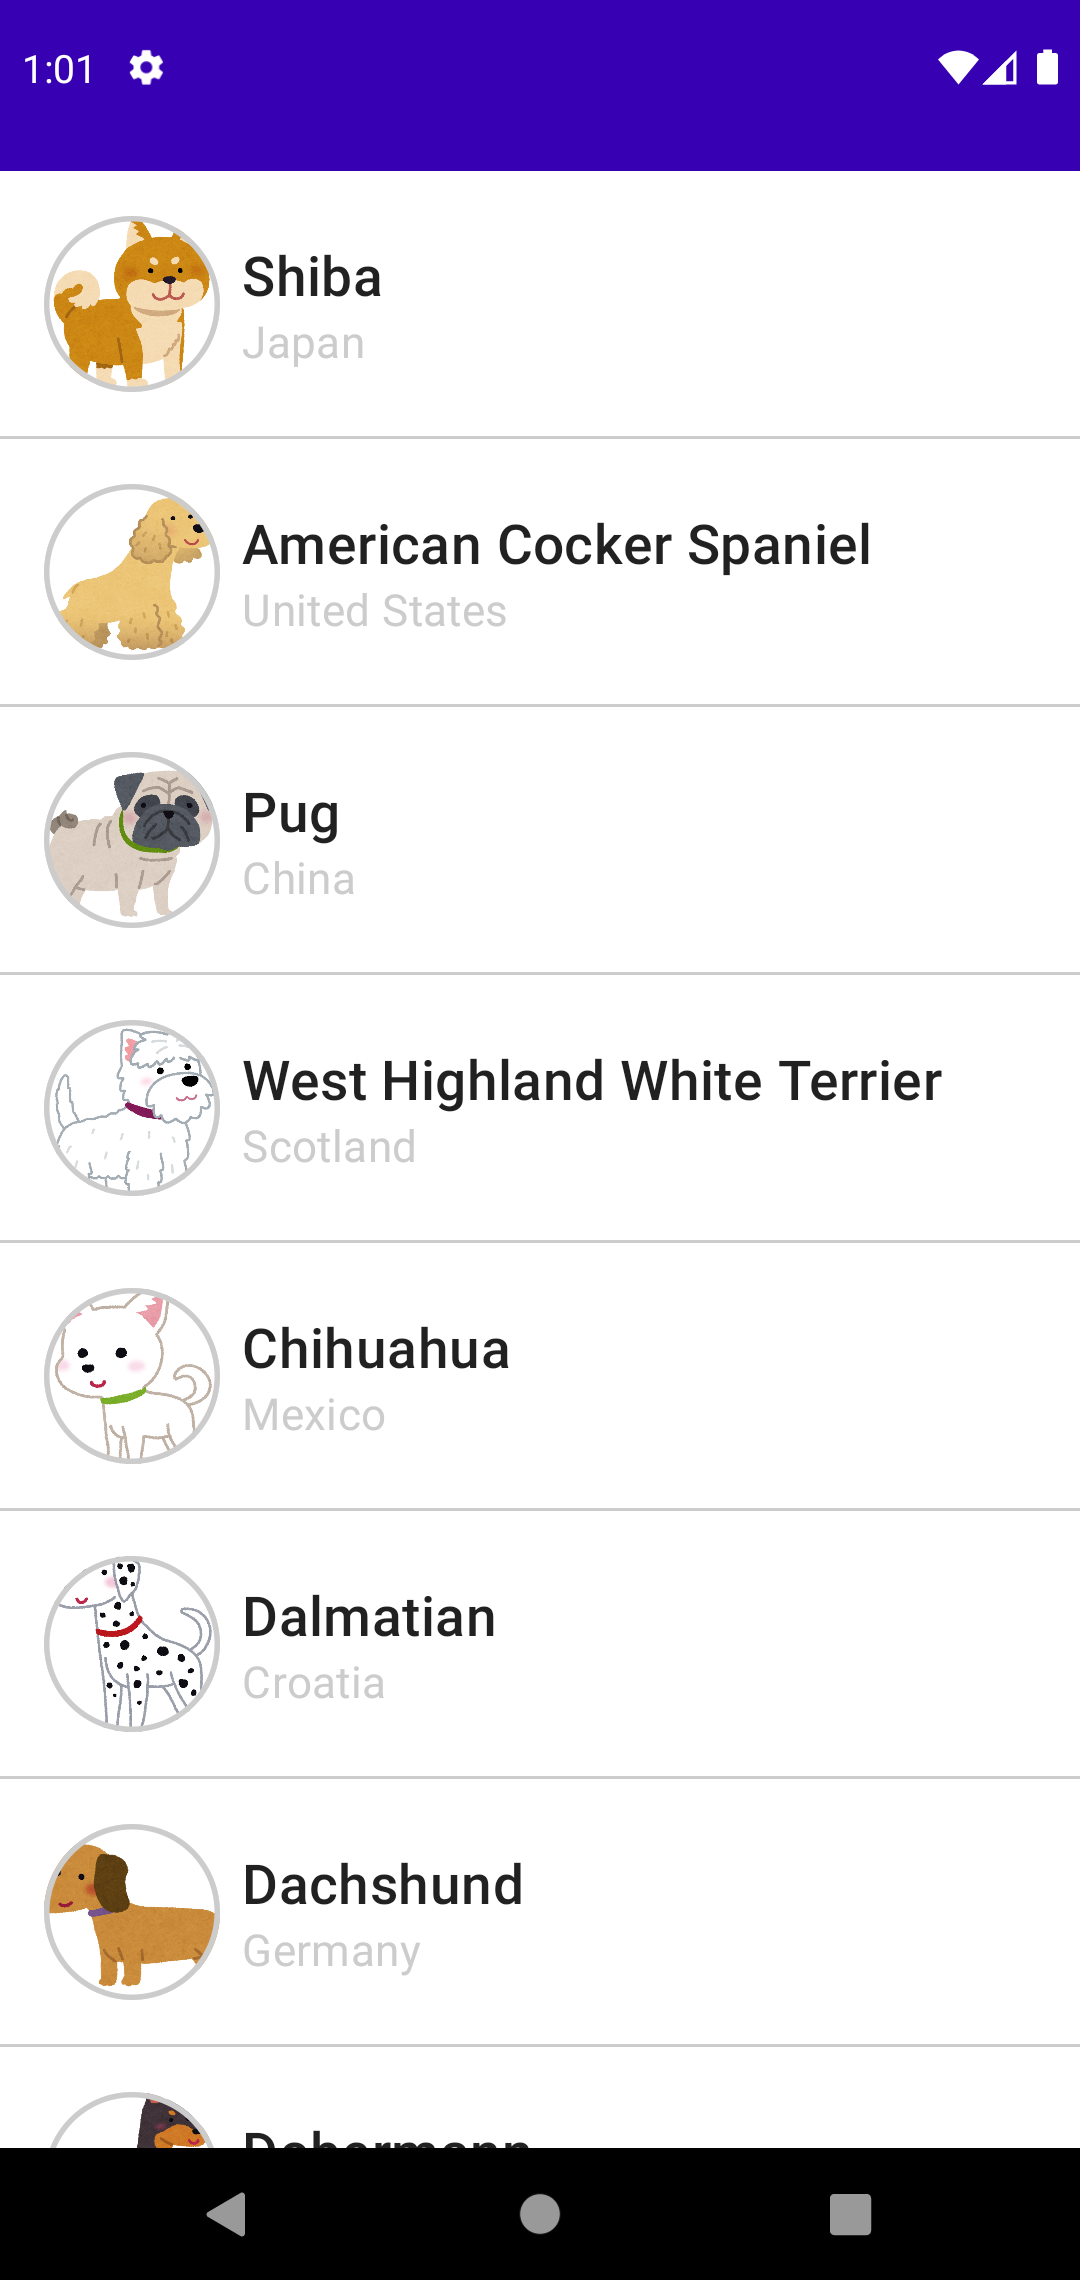 1:01
Shiba
Japan
American Cocker Spaniel
United States
Pug
China
West Highland White Terrier
Scotland
Chihuahua
Mexico
Dalmatian
Croatia
Dachshund
Germany
Dobermann